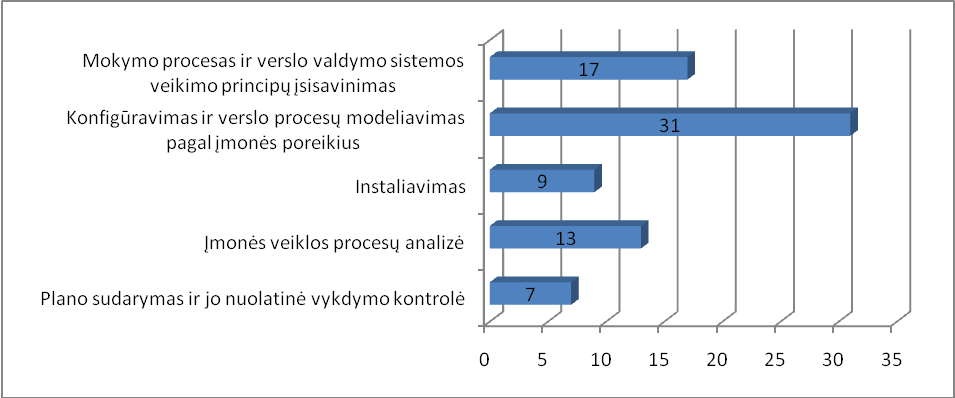 Mokymo procesas ir verslo valdymo sistemos
veikimo principų įsisavinimas
17
Konfigūravimas ir verslo procesų modeliavimas
pagal įmonės poreikius
31
Instaliavimas
9
Įmonės veiklos procesų analizė
13
Plano sudarymas ir jo nuolatinė vykdymo kontrolė
7
0 5 10 15 20 25 30 35